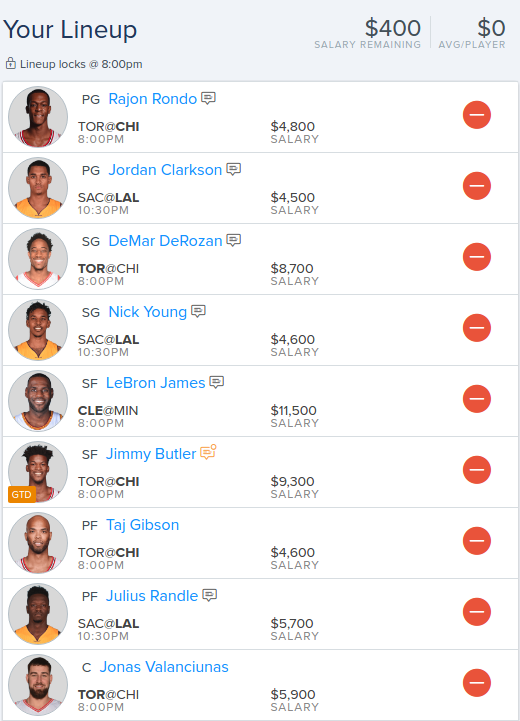 Your Lineup
$400
SALARY REMAINING
$0
AVG/PLAYER
Lineup locks @ 8:00pm
PG Rajon Rondo
TOR@CHI
8:00PM
$4,800
SALARY
PG Jordan Clarkson
SAC@LAL
10:30PM
$4,500
SALARY
SG DeMar DeRozan
TOR@CHI
8:00PM
$8,700
SALARY
SG Nick Young
SAC@LAL
10:30PM
$4,600
SALARY
SF LeBron James
CLE@MIN
8:00PM
$11,500
SALARY
SF Jimmy Butler
GTD
TOR@CHI
8:00PM
$9,300
SALARY
PF Taj Gibson
TOR@CHI
8:00PM
$4,600
SALARY
PF Julius Randle
SAC@LAL
10:30PM
$5,700
SALARY
C Jonas Valanciunas
TOR@CHI
8:00PM
$5,900
SALARY